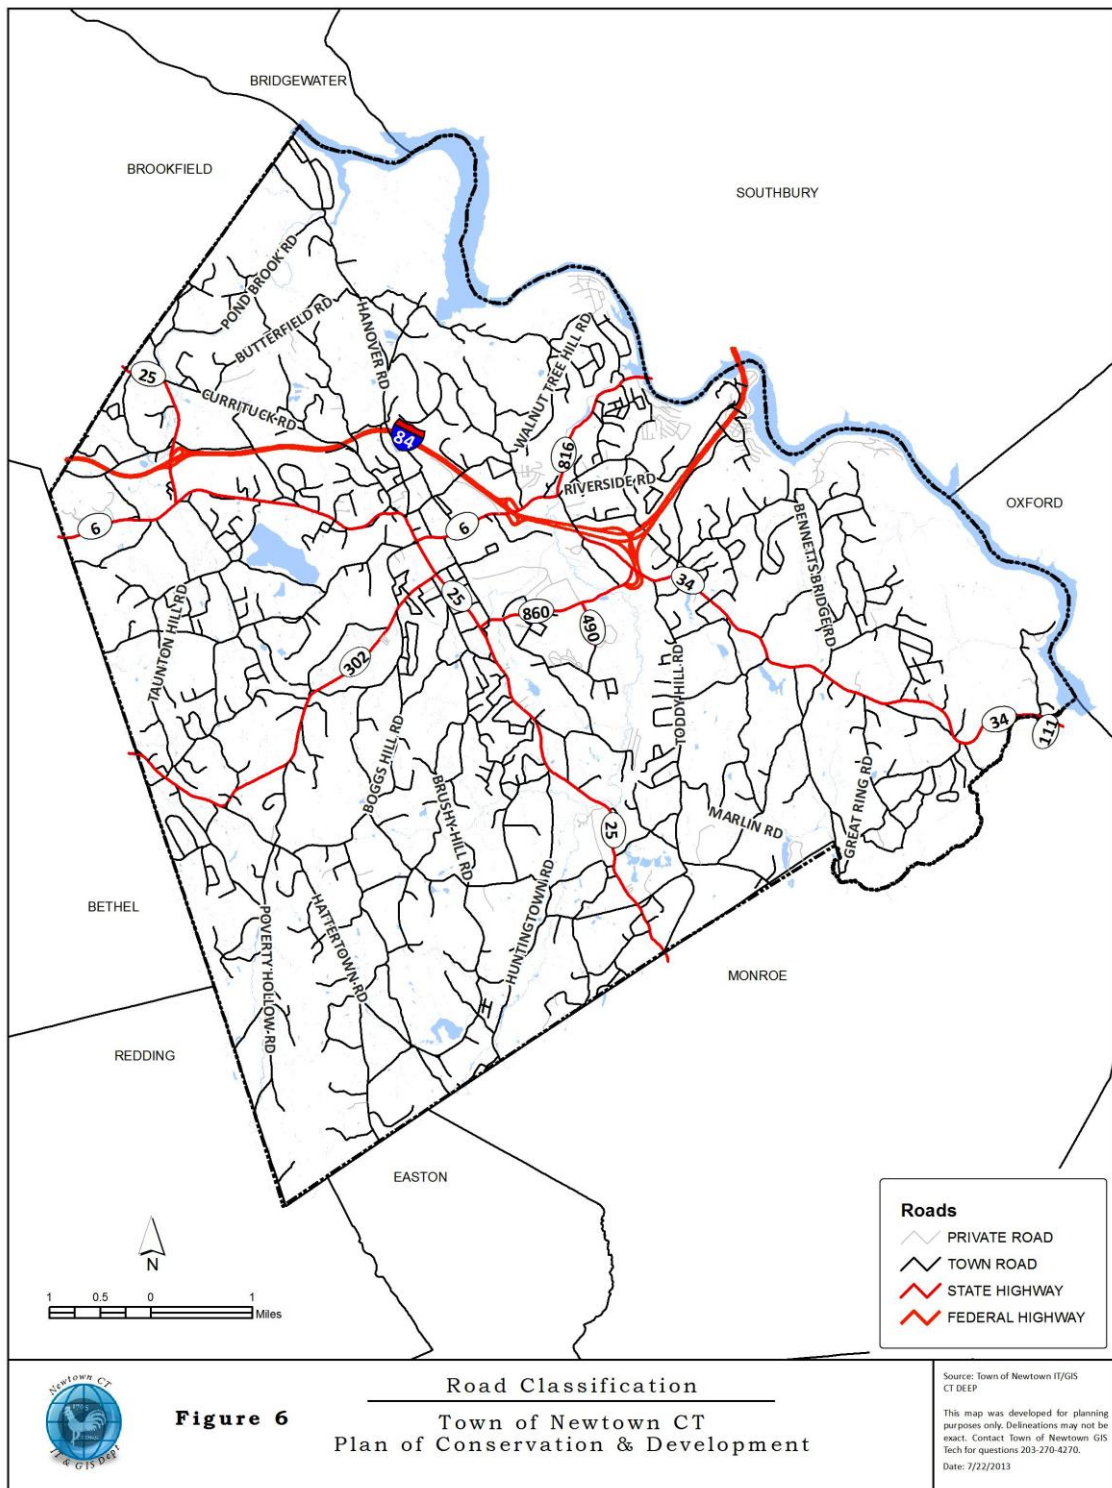 BRIDGEWATER
BROOKFIELD
SOUTHBURY
POND BROOK RD
BUTTERFIELD RD
HANOVER RD
WALNUT TREE HILL RD
25
CURRITUCK RD
84
816
RIVERSIDE RD
OXFORD
6
6
BENNETTS BRIDGE RD
34
25
860
490
TAUNTON HILL RD
302
TODDY HILL RD
34
111
BOGGS HILL RD
BRUSHY HILL RD
25
MARLIN RD
GREAT RING RD
BETHEL
POVERTY HOLLOW RD
HATTERTOWN RD
HUNTINGTOWN RD
MONROE
REDDING
EASTON
N
1 0.5 0 1
Miles
Roads
PRIVATE ROAD
TOWN ROAD
STATE HIGHWAY
FEDERAL HIGHWAY
Newtown CT
IT & GIS Dept
Figure 6
Road Classification
Town of Newtown CT
Plan of Conservation & Development
Source: Town of Newtown IT/GIS
CT DEEP
This map was developed for planning
purposes only. Delineations may not be
exact. Contact Town of Newtown GIS
Tech for questions 203-270-4270.
Date: 7/22/2013